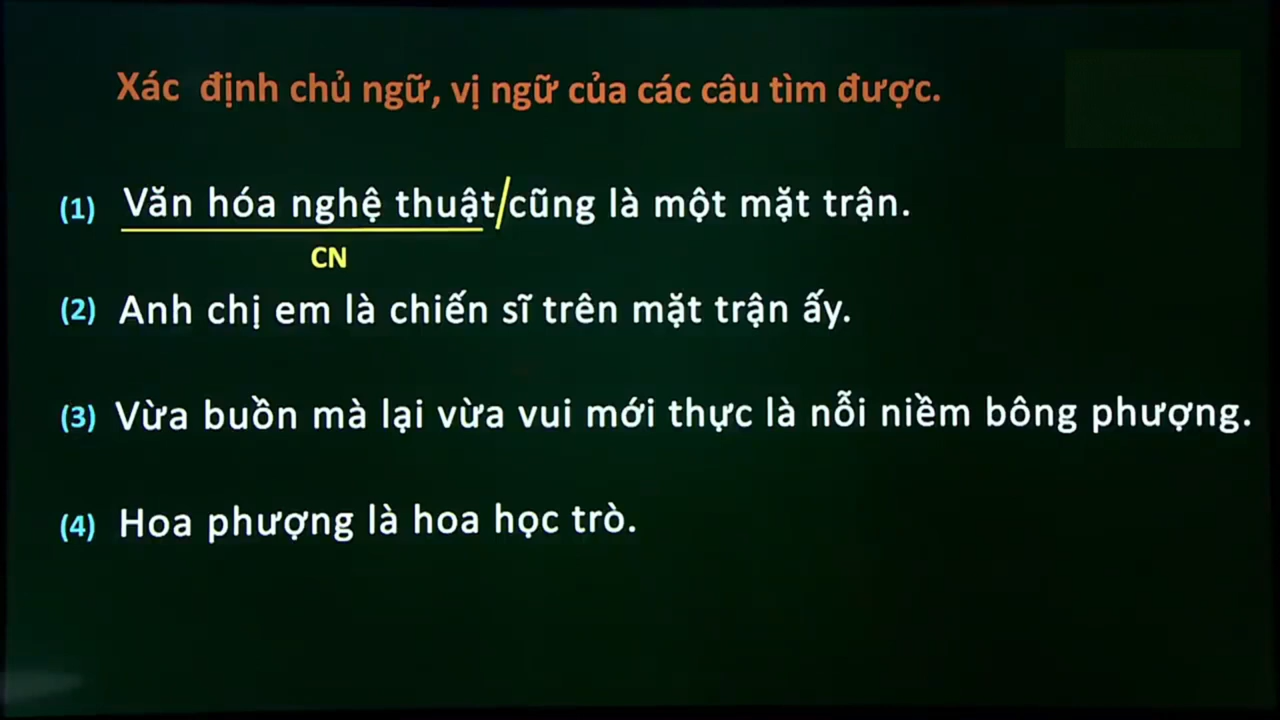 Xác định chủ ngữ, vị ngữ của các câu tìm được.
(1) Văn hóa nghệ thuật/cũng là một mặt trận.
CN
(2) Anh chị em là chiến sĩ trên mặt trận ấy.
(3) Vừa buồn mà lại vừa vui mới thực là nỗi niềm bông phượng.
(4) Hoa phượng là hoa học trò.